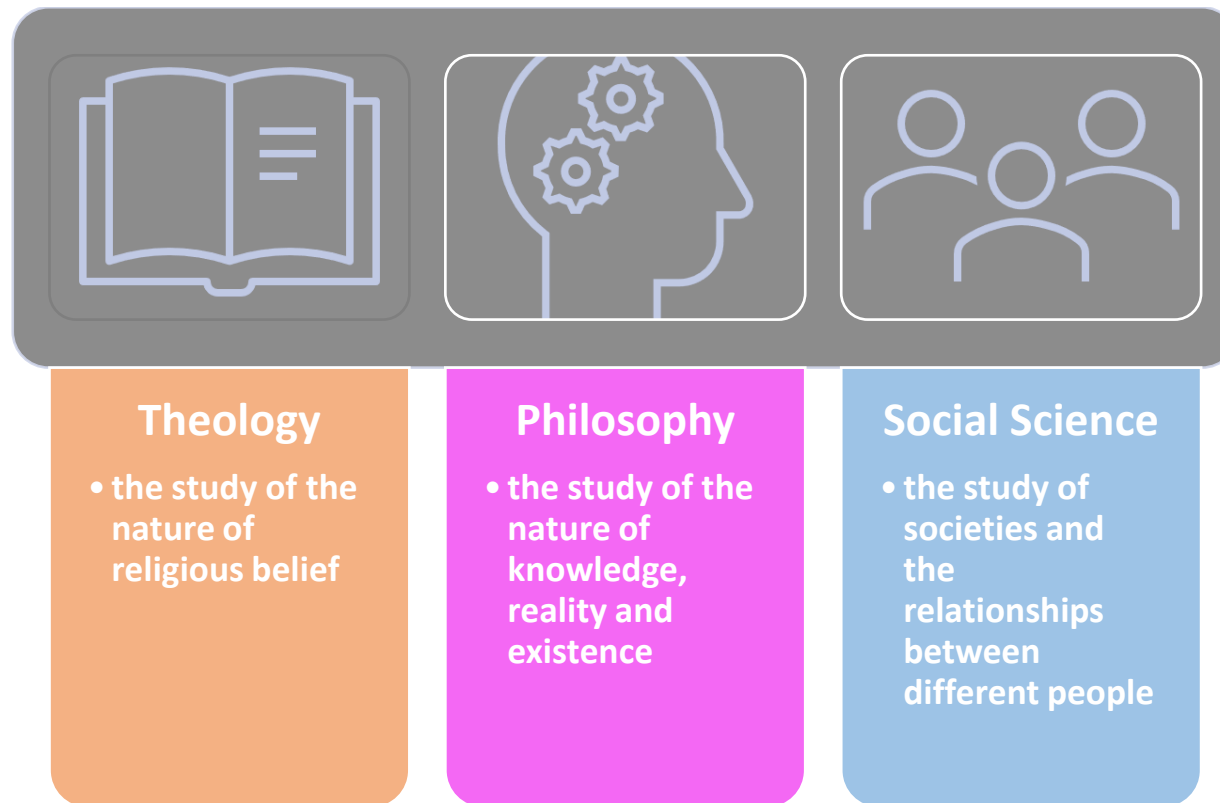 Theology
• the study of the
nature of
religious belief
Philosophy
• the study of the
nature of
knowledge,
reality and
existence
Social Science
• the study of
societies and
the
relationships
between
different people